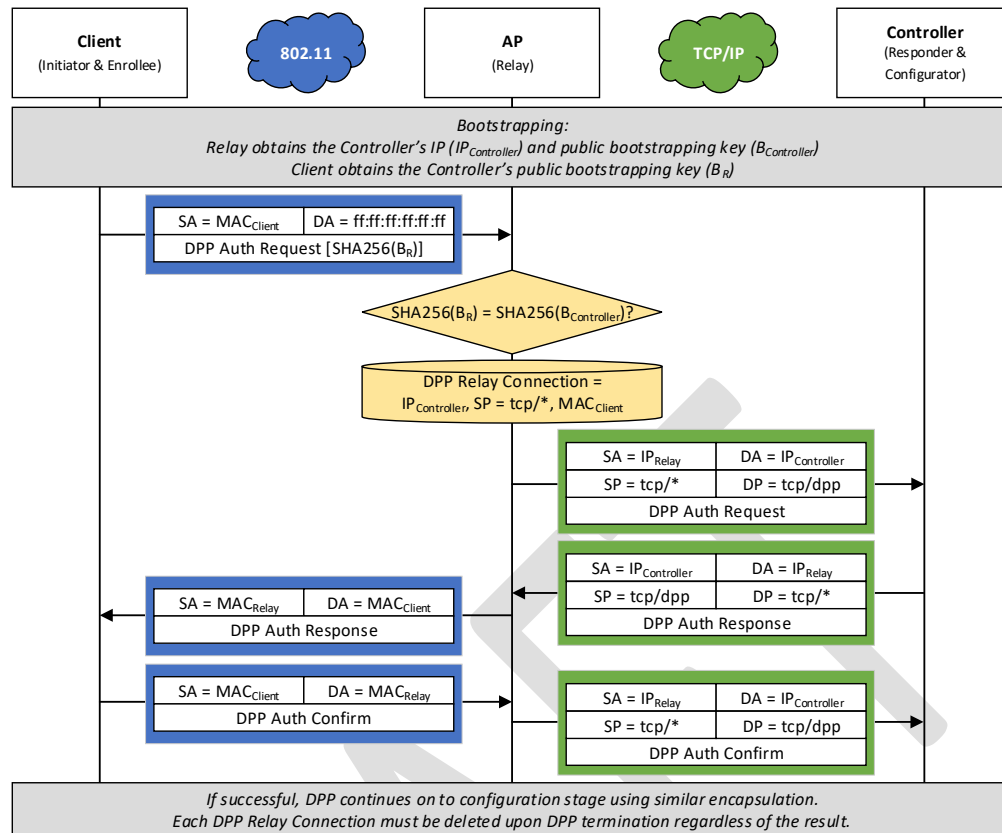 Client
(Initiator & Enrollee)
802.11
AP
(Relay)
TCP/IP
Controller
(Responder &
Configurator)
Bootstrapping:
Relay obtains the Controller's IP (IPController) and public bootstrapping key (BController)
Client obtains the Controller's public bootstrapping key (BR)
SA = MACClient DA = ff:ff:ff:ff:ff:ff
DPP Auth Request [SHA256(BR)]
SHA256(BR) = SHA256(BController)?
DPP Relay Connection =
IPController, SP = tcp/*, MACClient
SA = IPRelay DA = IPController
SP = tcp/* DP = tcp/dpp
DPP Auth Request
SA = IPController DA = IPRelay
SP = tcp/dpp DP = tcp/*
DPP Auth Response
SA = MACRelay DA = MACClient
DPP Auth Response
SA = MACClient DA = MACRelay
DPP Auth Confirm
SA = IPRelay DA = IPController
SP = tcp/* DP = tcp/dpp
DPP Auth Confirm
If successful, DPP continues on to configuration stage using similar encapsulation.
Each DPP Relay Connection must be deleted upon DPP termination regardless of the result.